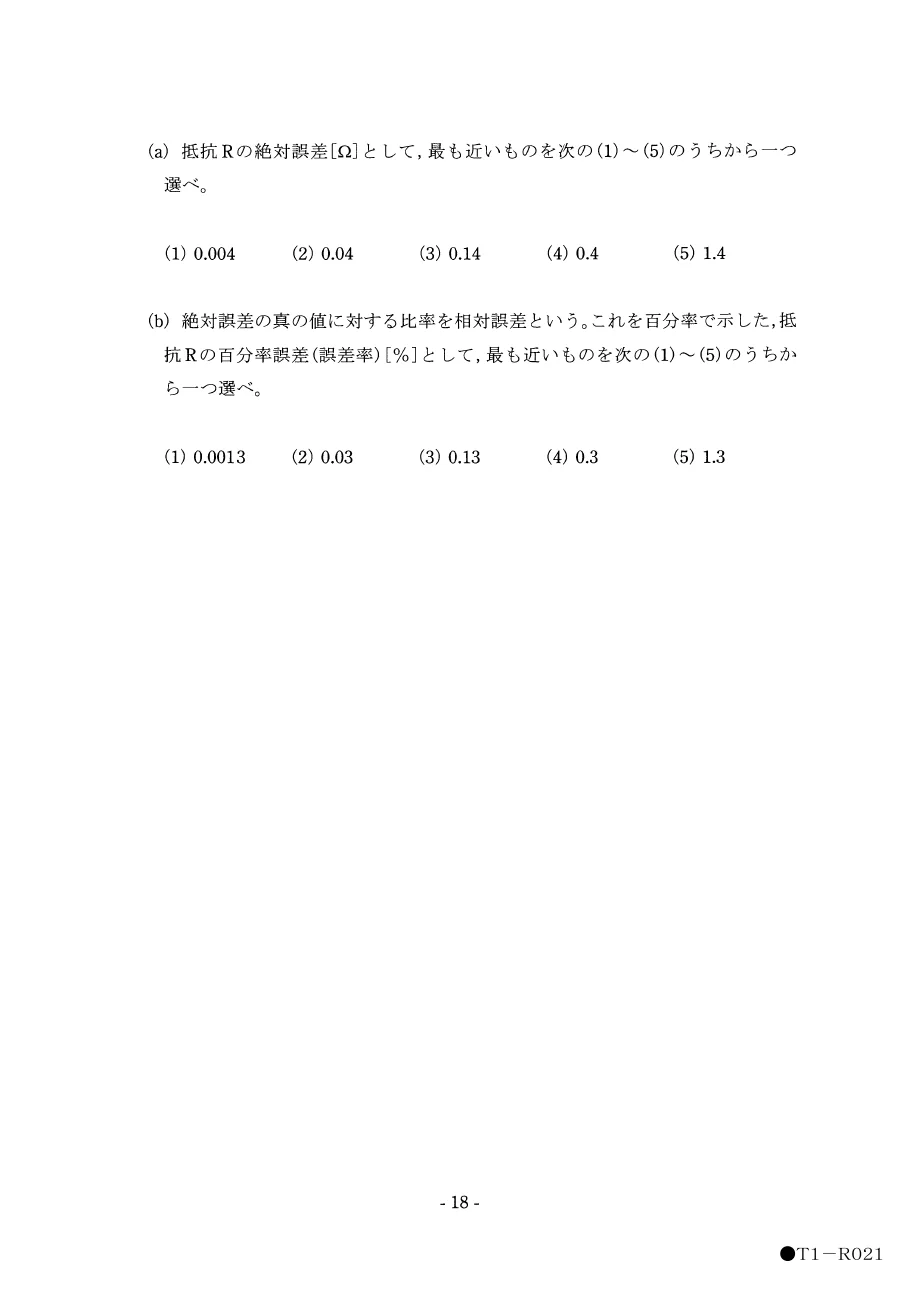 (a) 抵抗Rの絶対誤差[Ω]として,最も近いものを次の(1)～(5)のうちから一つ
選べ。
(1) 0.004 (2) 0.04 (3) 0.14 (4) 0.4 (5) 1.4
(b) 絶対誤差の真の値に対する比率を相対誤差という。これを百分率で示した,抵
抗Rの百分率誤差(誤差率)[%]として,最も近いものを次の(1)～(5)のうちか
ら一つ選べ。
(1) 0.0013 (2) 0.03 (3) 0.13 (4) 0.3 (5) 1.3
- 18 -
●T1－R021